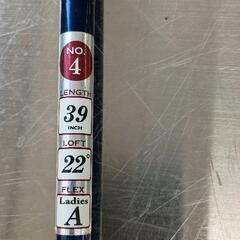 NO.
4
LENGTH
39
INCH
LOFT
22°
FLEX
Ladies
A